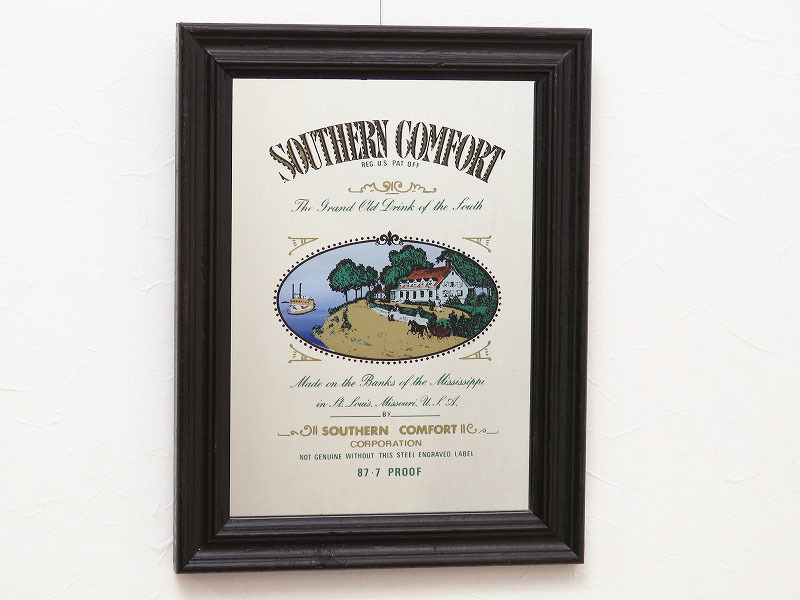 SOUTHERN COMFORT
REG. U.S. PAT. OFF.
The Grand Old Drink of the South
Made on the Banks of the Mississippi
in St. Louis, Missouri, U.S.A.
BY
SOUTHERN COMFORT
CORPORATION
NOT GENUINE WITHOUT THIS STEEL ENGRAVED LABEL
87·7 PROOF